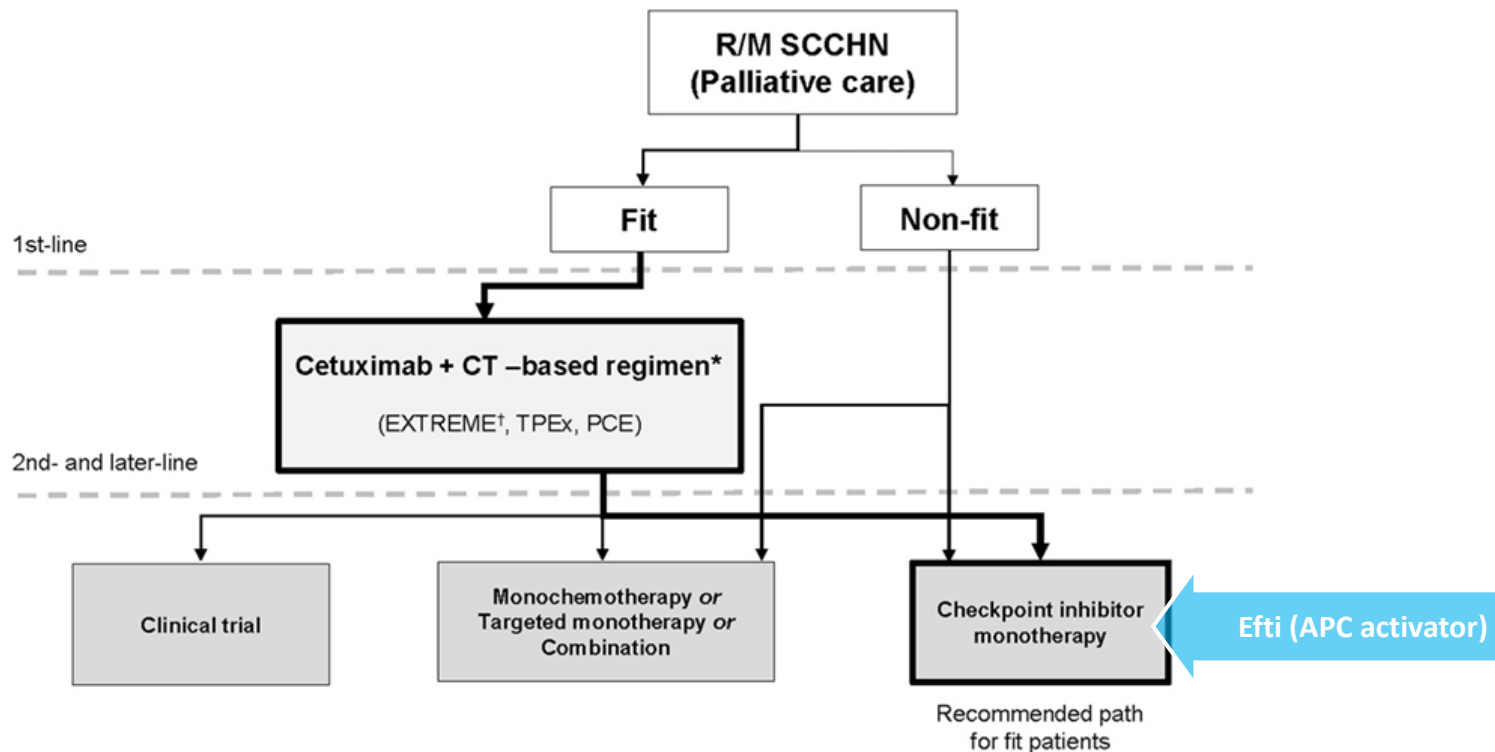 R/M SCCHN
(Palliative care)
Fit
Non-fit
1st-line
Cetuximab + CT –based regimen*
(EXTREME†, TPEx, PCE)
2nd- and later-line
Clinical trial
Monochemotherapy or
Targeted monotherapy or
Combination
Checkpoint inhibitor
monotherapy
Efti (APC activator)
Recommended path
for fit patients